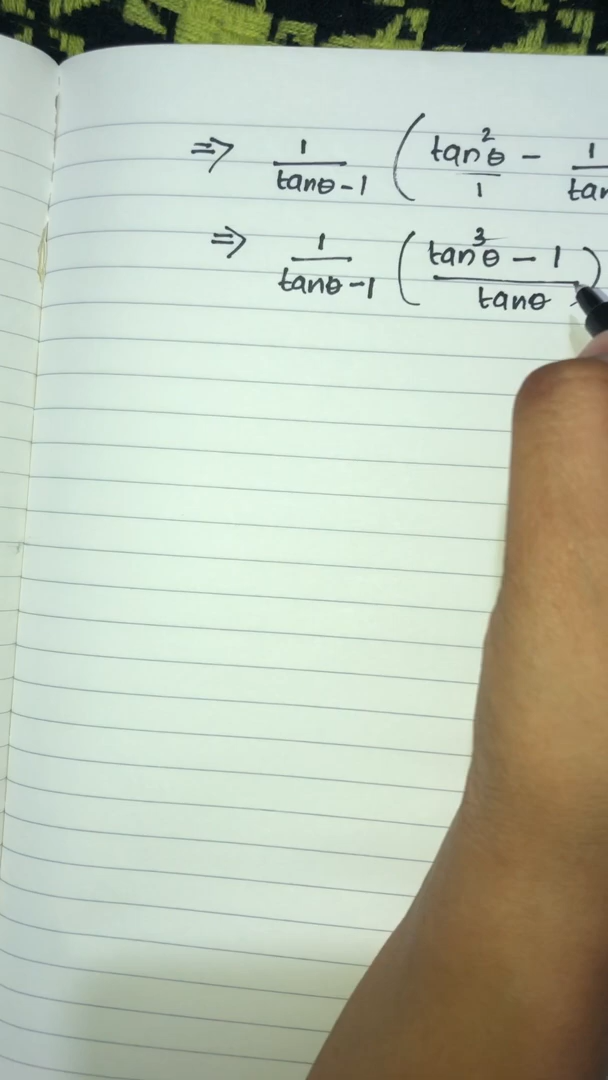 ⇒ 1/(tanθ-1) (tan²θ/1 - 1/tan
⇒ 1/(tanθ-1) ((tan³θ-1)/tanθ)